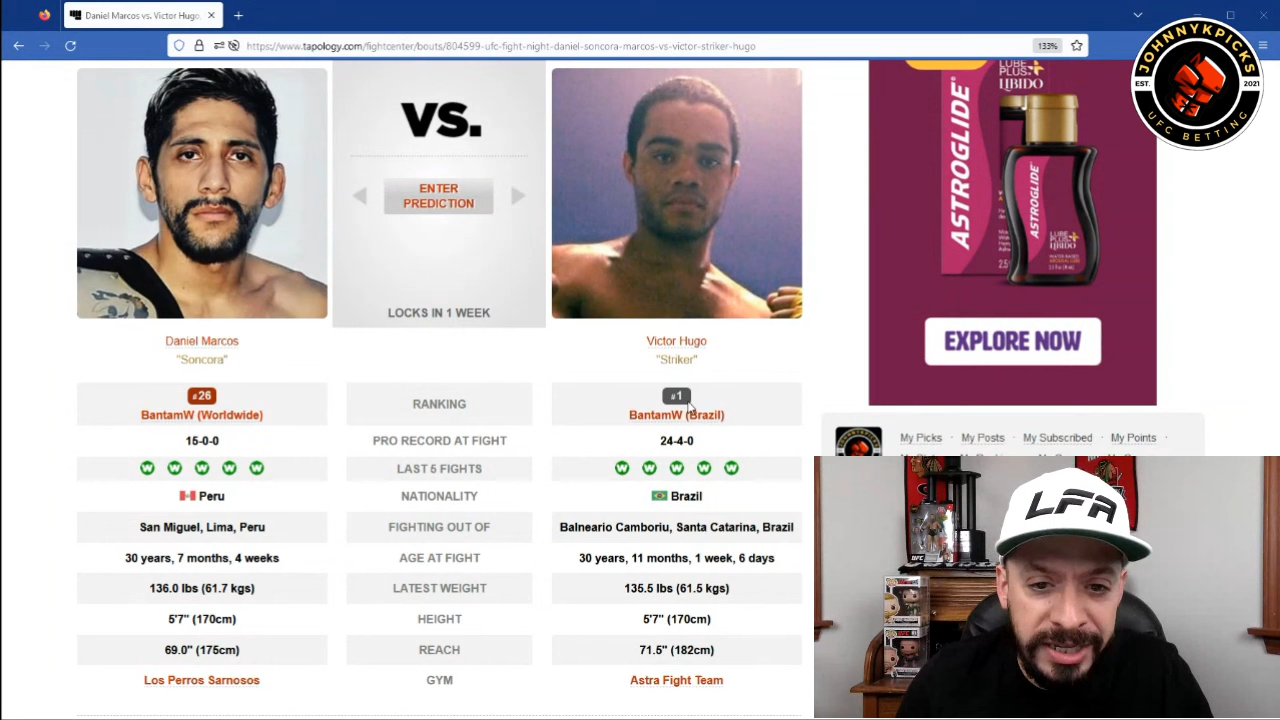 Daniel Marcos vs. Victor Hugo,
https://www.tapology.com/fightcenter/bouts/804599-ufc-fight-night-daniel-soncora-marcos-vs-victor-striker-hugo
133%
JOHNNYKPICKS
EST. 2021
UFC BETTING
VS.
ENTER
PREDICTION
LOCKS IN 1 WEEK
LUBE
PLUS+
LIBIDO
ASTROGLIDE
ASTROGLIDE
LUBE
PLUS+
LIBIDO
EXPLORE NOW
Daniel Marcos
"Soncora"
Victor Hugo
"Striker"
#26
BantamW (Worldwide)
RANKING
#1
BantamW (Brazil)
15-0-0
PRO RECORD AT FIGHT
24-4-0
W W W W W
LAST 5 FIGHTS
W W W W W
Peru
NATIONALITY
Brazil
San Miguel, Lima, Peru
FIGHTING OUT OF
Balneario Camboriu, Santa Catarina, Brazil
30 years, 7 months, 4 weeks
AGE AT FIGHT
30 years, 11 months, 1 week, 6 days
136.0 lbs (61.7 kgs)
LATEST WEIGHT
135.5 lbs (61.5 kgs)
5'7" (170cm)
HEIGHT
5'7" (170cm)
69.0" (175cm)
REACH
71.5" (182cm)
Los Perros Sarnosos
GYM
Astra Fight Team
My Picks · My Posts · My Subscribed · My Points ·
LFA
UFC